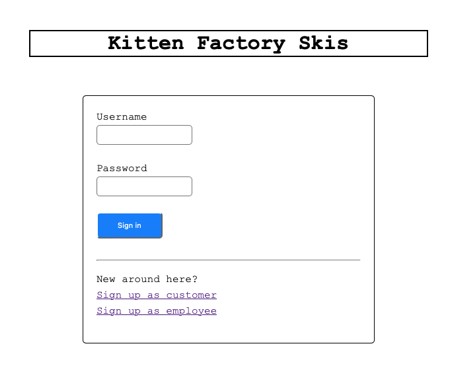 Kitten Factory Skis
Username
Password
Sign in
New around here?
Sign up as customer
Sign up as employee